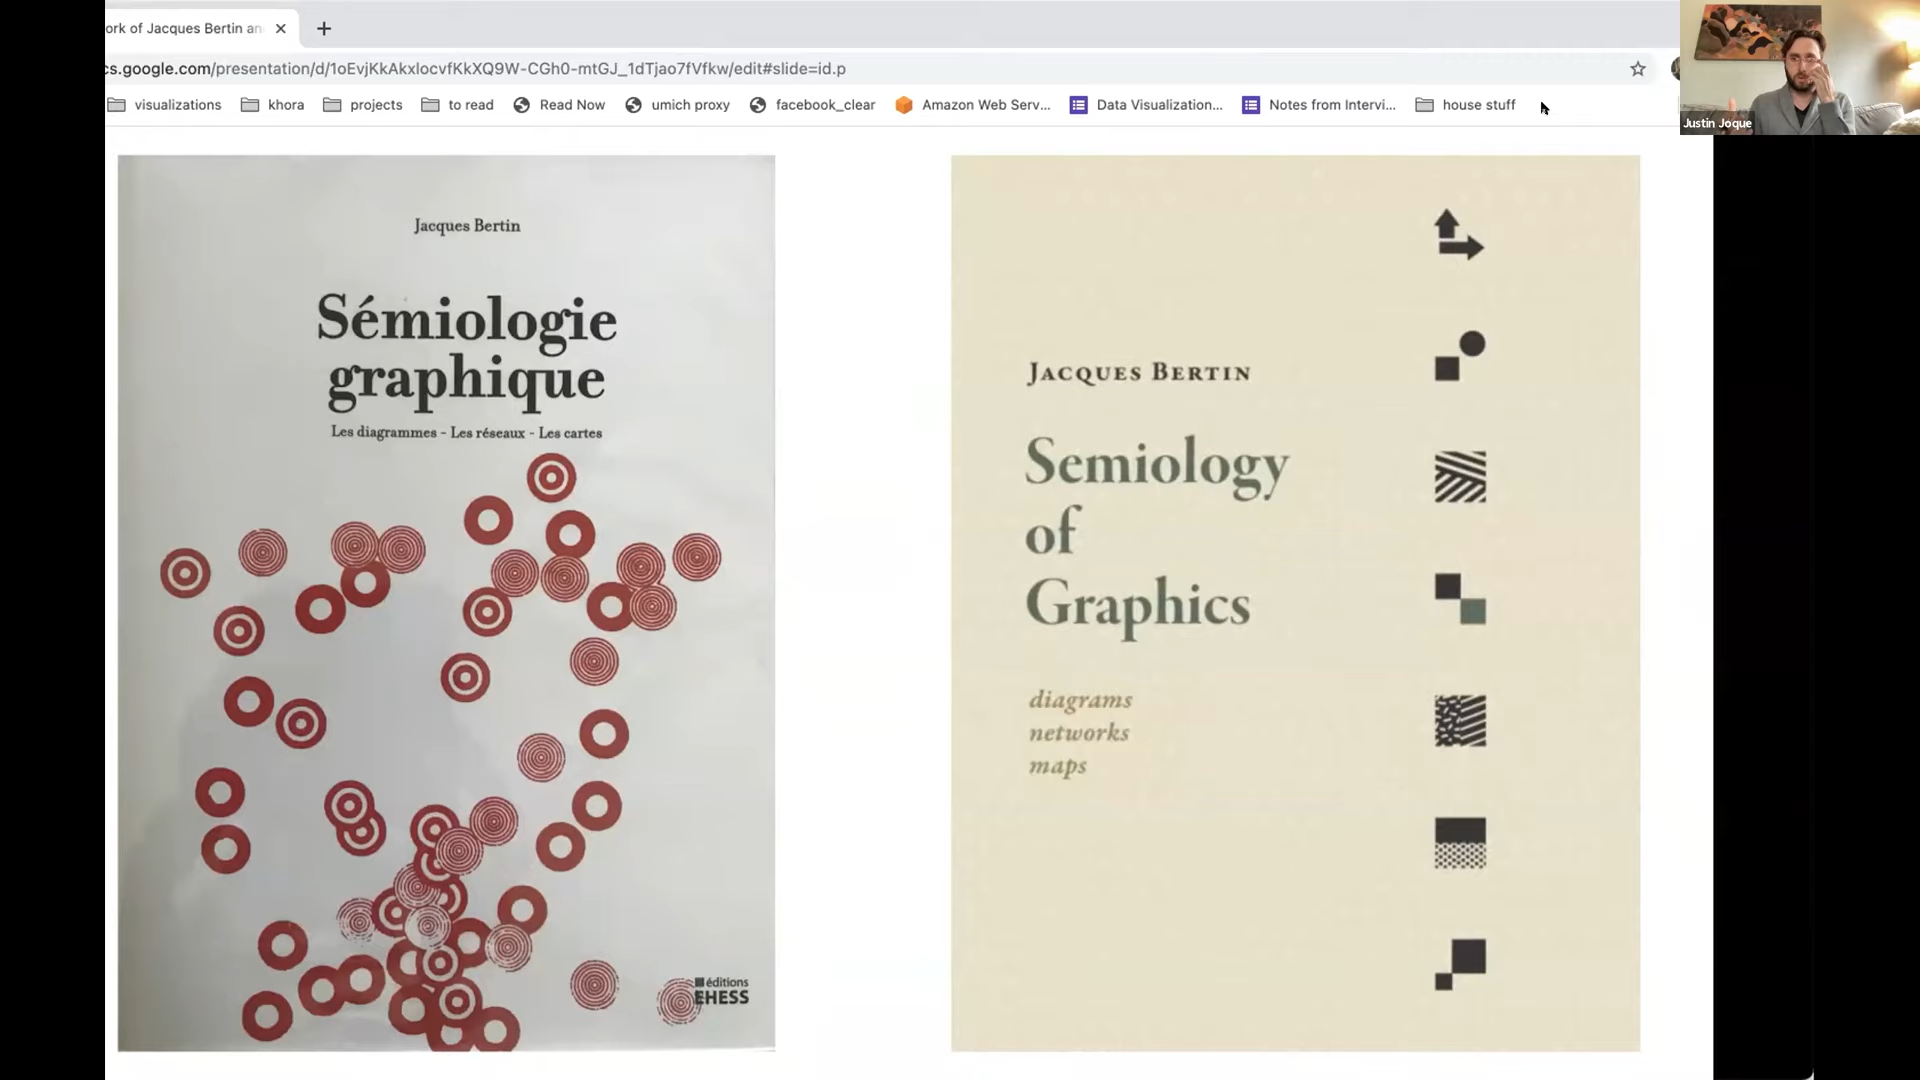 ork of Jacques Bertin an
cs.google.com/presentation/d/1oEvjKkAkxlocvfKkXQ9W-CGh0-mtGJ_1dTjao7fVfkw/edit#slide=id.p
visualizations khora projects to read Read Now umich proxy facebook_clear Amazon Web Serv... Data Visualization... Notes from Intervi... house stuff
Justin Joque
Jacques Bertin
Sémiologie
graphique
Les diagrammes - Les réseaux - Les cartes
éditions
EHESS
JACQUES BERTIN
Semiology
of
Graphics
diagrams
networks
maps